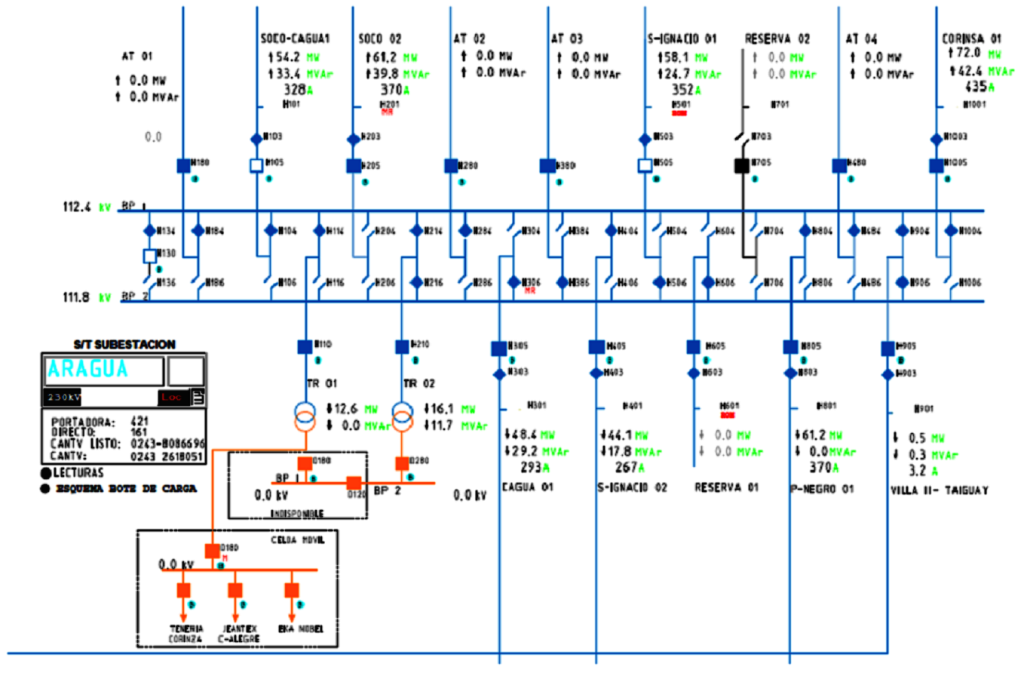 AT 01
↑ 0.0 MW
↑ 0.0 MVAr
0.0
SOCO-CAGUA1
↑54.2 MW
↑33.4 MVAr
328 A
H101
SOCO 02
↑61.2 MW
↑39.8 MVAr
370 A
H201
MR
AT 02
↑ 0.0 MW
↑ 0.0 MVAr
AT 03
↑ 0.0 MW
↑ 0.0 MVAr
S-IGNACIO 01
↑58.1 MW
↑24.7 MVAr
352 A
H501
RESERVA 02
↑ 0.0 MW
↑ 0.0 MVAr
H701
AT 04
↑ 0.0 MW
↑ 0.0 MVAr
CORINSA 01
↑72.0 MW
↑42.4 MVAr
435 A
H1001
H103 H203 H503 H703 H1003
H180 H105 H205 H280 H380 H505 H705 H480 H1005
112.4 kV BP 1
H134 H184 H104 H114 H204 H214 H284 H304 H384 H404 H504 H604 H704 H804 H484 H904 H1004
H130
H136 H186 H106 H116 H206 H216 H286 H306 H386 H406 H506 H606 H706 H806 H486 H906 H1006
MR
111.8 kV BP 2
S/T SUBESTACION
ARAGUA
230kV Loc
PORTADORA: 421
DIRECTO: 161
CANTV LISTO: 0243-8086696
CANTV: 0243 2618051
LECTURAS
ESQUEMA BOTE DE CARGA
H110 H210 H305 H405 H605 H805 H905
H303 H403 H603 H803 H903
TR 01
↓12.6 MW
↓ 0.0 MVAr
TR 02
↓16.1 MW
↓11.7 MVAr
H301
↓48.4 MW
↓29.2 MVAr
293 A
CAGUA 01
H401
↓44.1 MW
↓17.8 MVAr
267 A
S-IGNACIO 02
H601
↓ 0.0 MW
↓ 0.0 MVAr
RESERVA 01
H801
↓61.2 MW
↓ 0.0 MVAr
370 A
P-NEGRO 01
H901
↓ 0.5 MW
↓ 0.3 MVAr
3.2 A
VILLA II- TAIGUAY
D180 D280
BP 1
D120
BP 2
0.0 kV
0.0 kV
INDISPONIBLE
CELDA MOVIL
D180
M
0.0 kV
TENERIA
CORINZA
JEANTEX
C-ALEGRE
EKA NOBEL